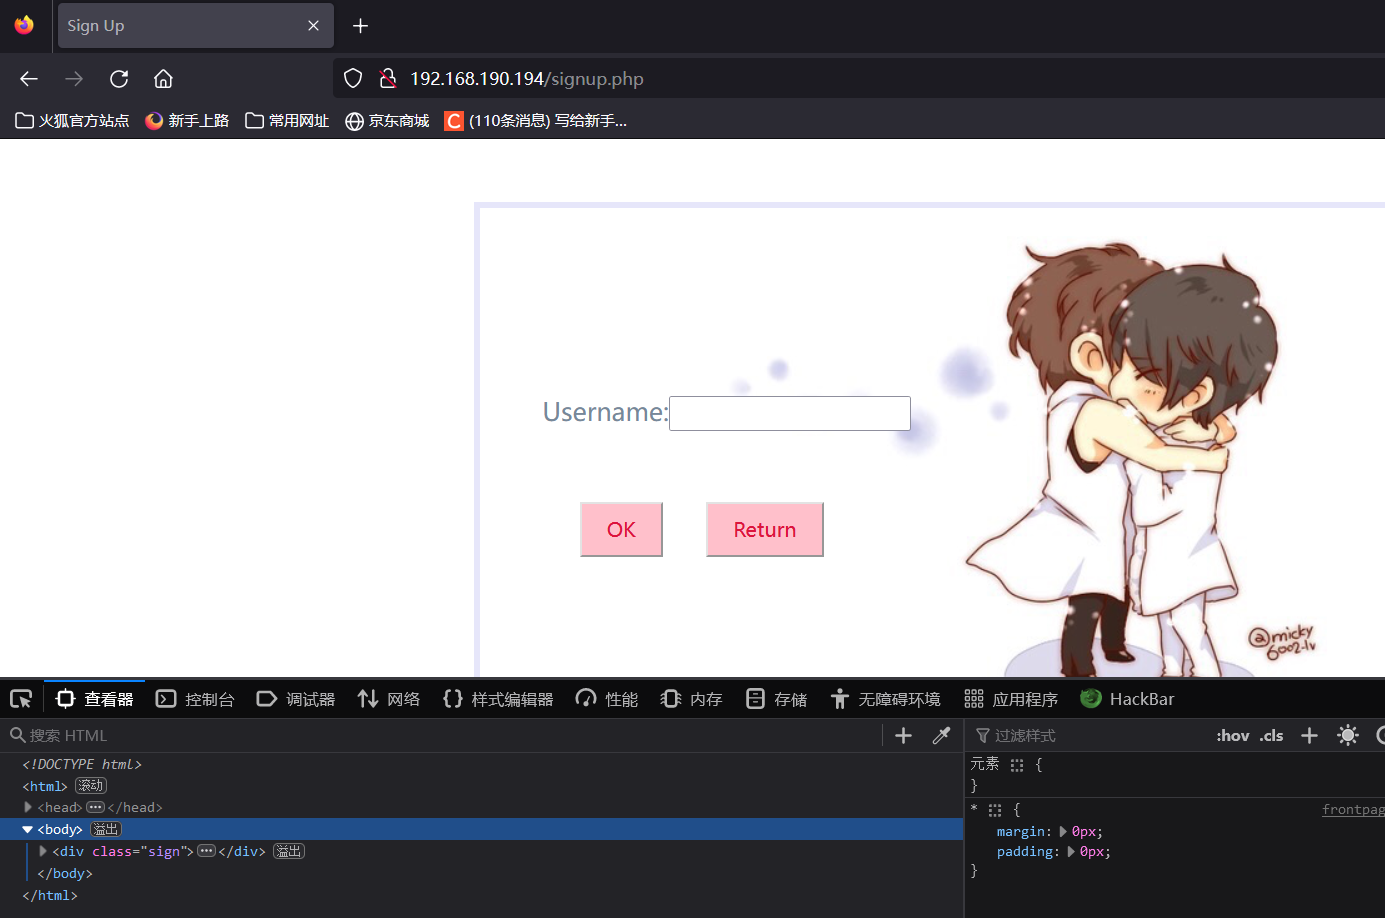 Sign Up
192.168.190.194/signup.php
火狐官方站点 新手上路 常用网址 京东商城 C (110条消息) 写给新手...
Username:
OK Return
@micky
6002-lv
查看器 控制台 调试器 网络 {} 样式编辑器 性能 内存 存储 无障碍环境 应用程序 HackBar
搜索 HTML
过滤样式 :hov .cls
<!DOCTYPE html>
<html> 滚动
<head> ••• </head>
<body> 溢出
<div class="sign"> ••• </div> 溢出
</body>
</html>
元素 {
}
* { frontpag
margin: 0px;
padding: 0px;
}